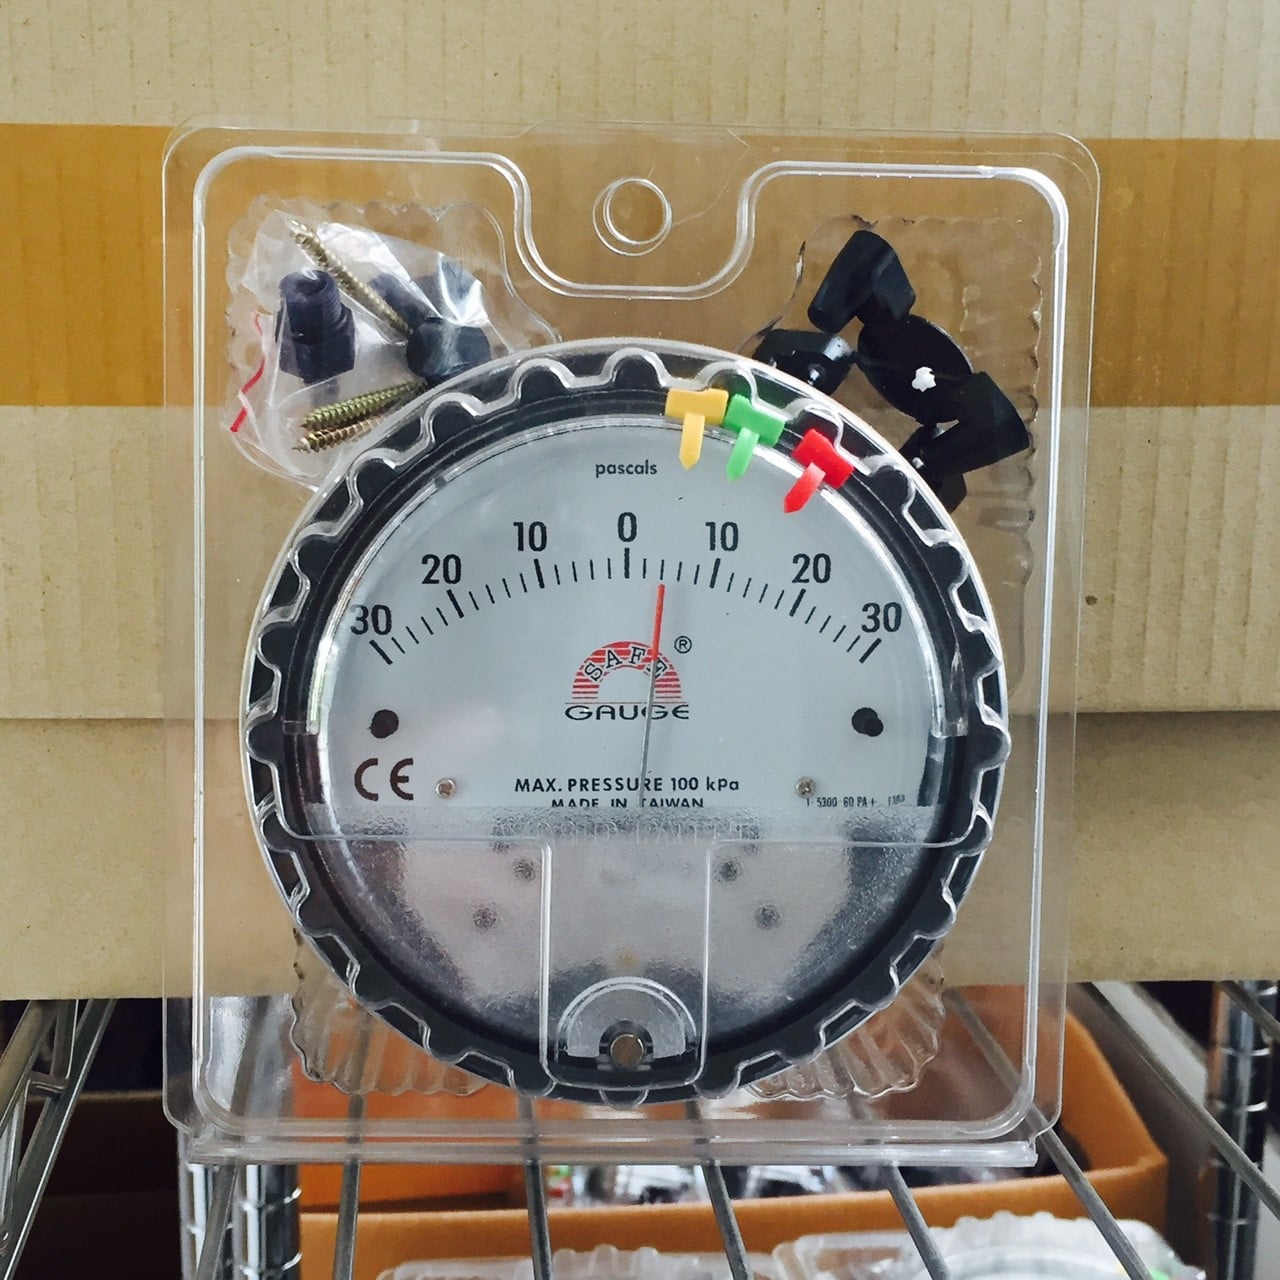 pascals
30 20 10 0 10 20 30
SAFE ®
GAUGE
CE
MAX. PRESSURE 100 kPa
MADE IN TAIWAN